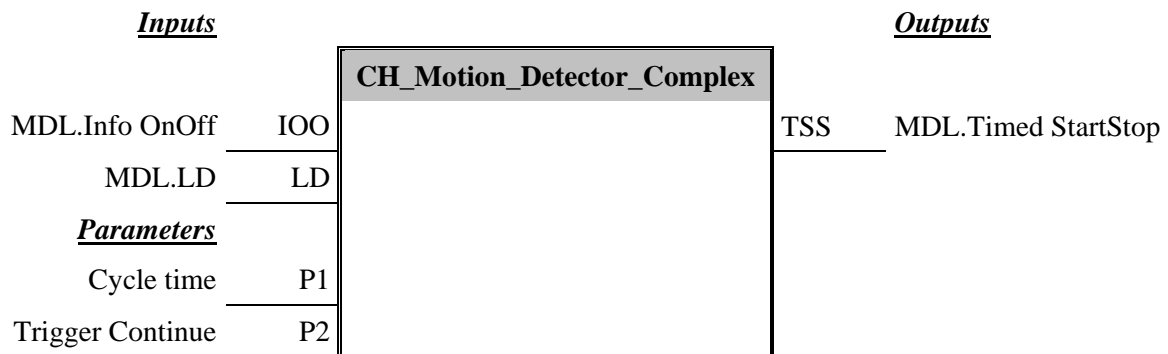 Inputs Outputs
CH_Motion_Detector_Complex
MDL.Info OnOff IOO TSS MDL.Timed StartStop
MDL.LD LD
Parameters
Cycle time P1
Trigger Continue P2